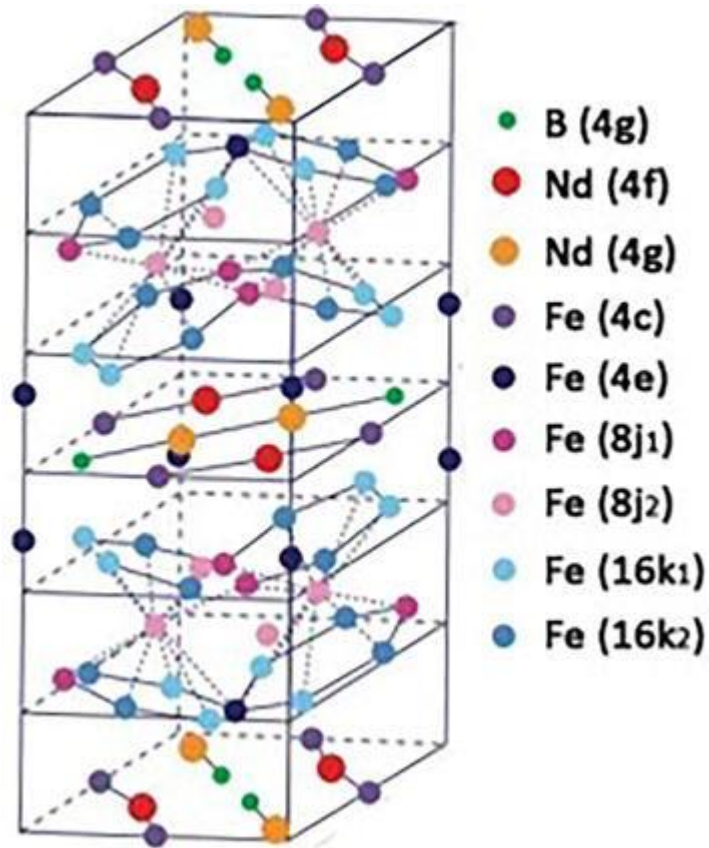 B (4g)
Nd (4f)
Nd (4g)
Fe (4c)
Fe (4e)
Fe (8j₁)
Fe (8j₂)
Fe (16k₁)
Fe (16k₂)